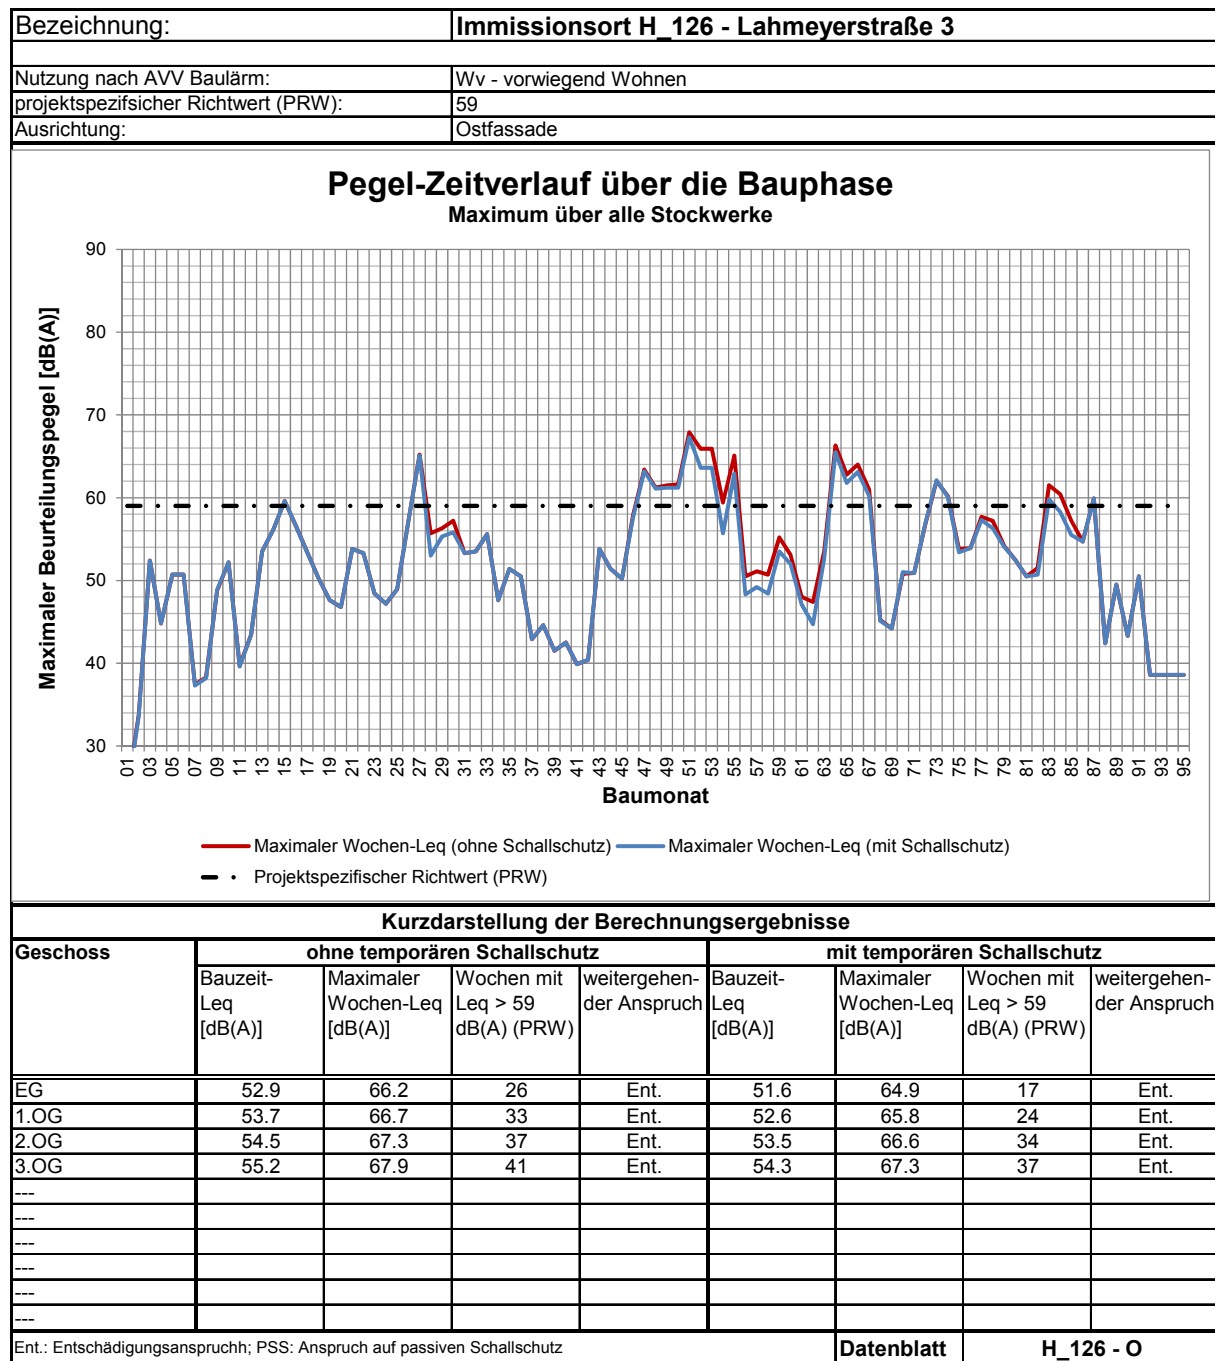 Bezeichnung: Immissionsort H_126 - Lahmeyerstraße 3
Nutzung nach AVV Baulärm: Wv - vorwiegend Wohnen
projektspezifsicher Richtwert (PRW): 59
Ausrichtung: Ostfassade
Pegel-Zeitverlauf über die Bauphase
Maximum über alle Stockwerke
Maximaler Beurteilungspegel [dB(A)]
90
80
70
60
50
40
30
01 03 05 07 09 11 13 15 17 19 21 23 25 27 29 31 33 35 37 39 41 43 45 47 49 51 53 55 57 59 61 63 65 67 69 71 73 75 77 79 81 83 85 87 89 91 93 95
Baumonat
Maximaler Wochen-Leq (ohne Schallschutz) Maximaler Wochen-Leq (mit Schallschutz)
Projektspezifischer Richtwert (PRW)
Kurzdarstellung der Berechnungsergebnisse
Geschoss ohne temporären Schallschutz mit temporären Schallschutz
Bauzeit- Maximaler Wochen mit weitergehen- Bauzeit- Maximaler Wochen mit weitergehen-
Leq Wochen-Leq Leq > 59 der Anspruch Leq Wochen-Leq Leq > 59 der Anspruch
[dB(A)] [dB(A)] dB(A) (PRW) [dB(A)] [dB(A)] dB(A) (PRW)
EG 52.9 66.2 26 Ent. 51.6 64.9 17 Ent.
1.OG 53.7 66.7 33 Ent. 52.6 65.8 24 Ent.
2.OG 54.5 67.3 37 Ent. 53.5 66.6 34 Ent.
3.OG 55.2 67.9 41 Ent. 54.3 67.3 37 Ent.
---
---
---
---
---
---
Ent.: Entschädigungsanspruchh; PSS: Anspruch auf passiven Schallschutz Datenblatt H_126 - O